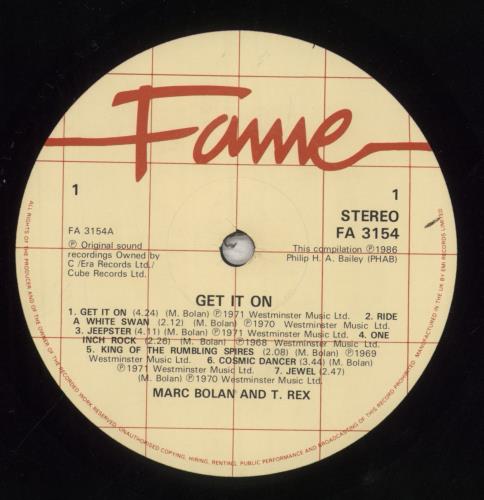 Fame
1
1
STEREO
FA 3154A
FA 3154
℗ Original sound
recordings Owned by
C /Era Records Ltd./
Cube Records Ltd.
This compilation ℗1986
Philip H. A. Bailey (PHAB)
GET IT ON
1. GET IT ON (4.24) (M. Bolan) ℗1971 Westminster Music Ltd. 2. RIDE
A WHITE SWAN (2.12) (M. Bolan) ℗1970 Westminster Music Ltd.
3. JEEPSTER (4.11) (M. Bolan) ℗1971 Westminster Music Ltd. 4. ONE
INCH ROCK (2.26) (M. Bolan) ℗1968 Westminster Music Ltd.
5. KING OF THE RUMBLING SPIRES (2.08) (M. Bolan) ℗1969
Westminster Music Ltd. 6. COSMIC DANCER (3.44) (M. Bolan)
℗1971 Westminster Music Ltd. 7. JEWEL (2.47)
(M. Bolan) ℗1970 Westminster Music Ltd.
MARC BOLAN AND T. REX
ALL RIGHTS OF THE PRODUCER AND OF THE OWNER OF THE RECORDED WORK RESERVED. UNAUTHORISED COPYING, HIRING, RENTING, PUBLIC PERFORMANCE AND BROADCASTING OF THIS RECORD PROHIBITED. MANUFACTURED IN THE UK BY EMI RECORDS LIMITED